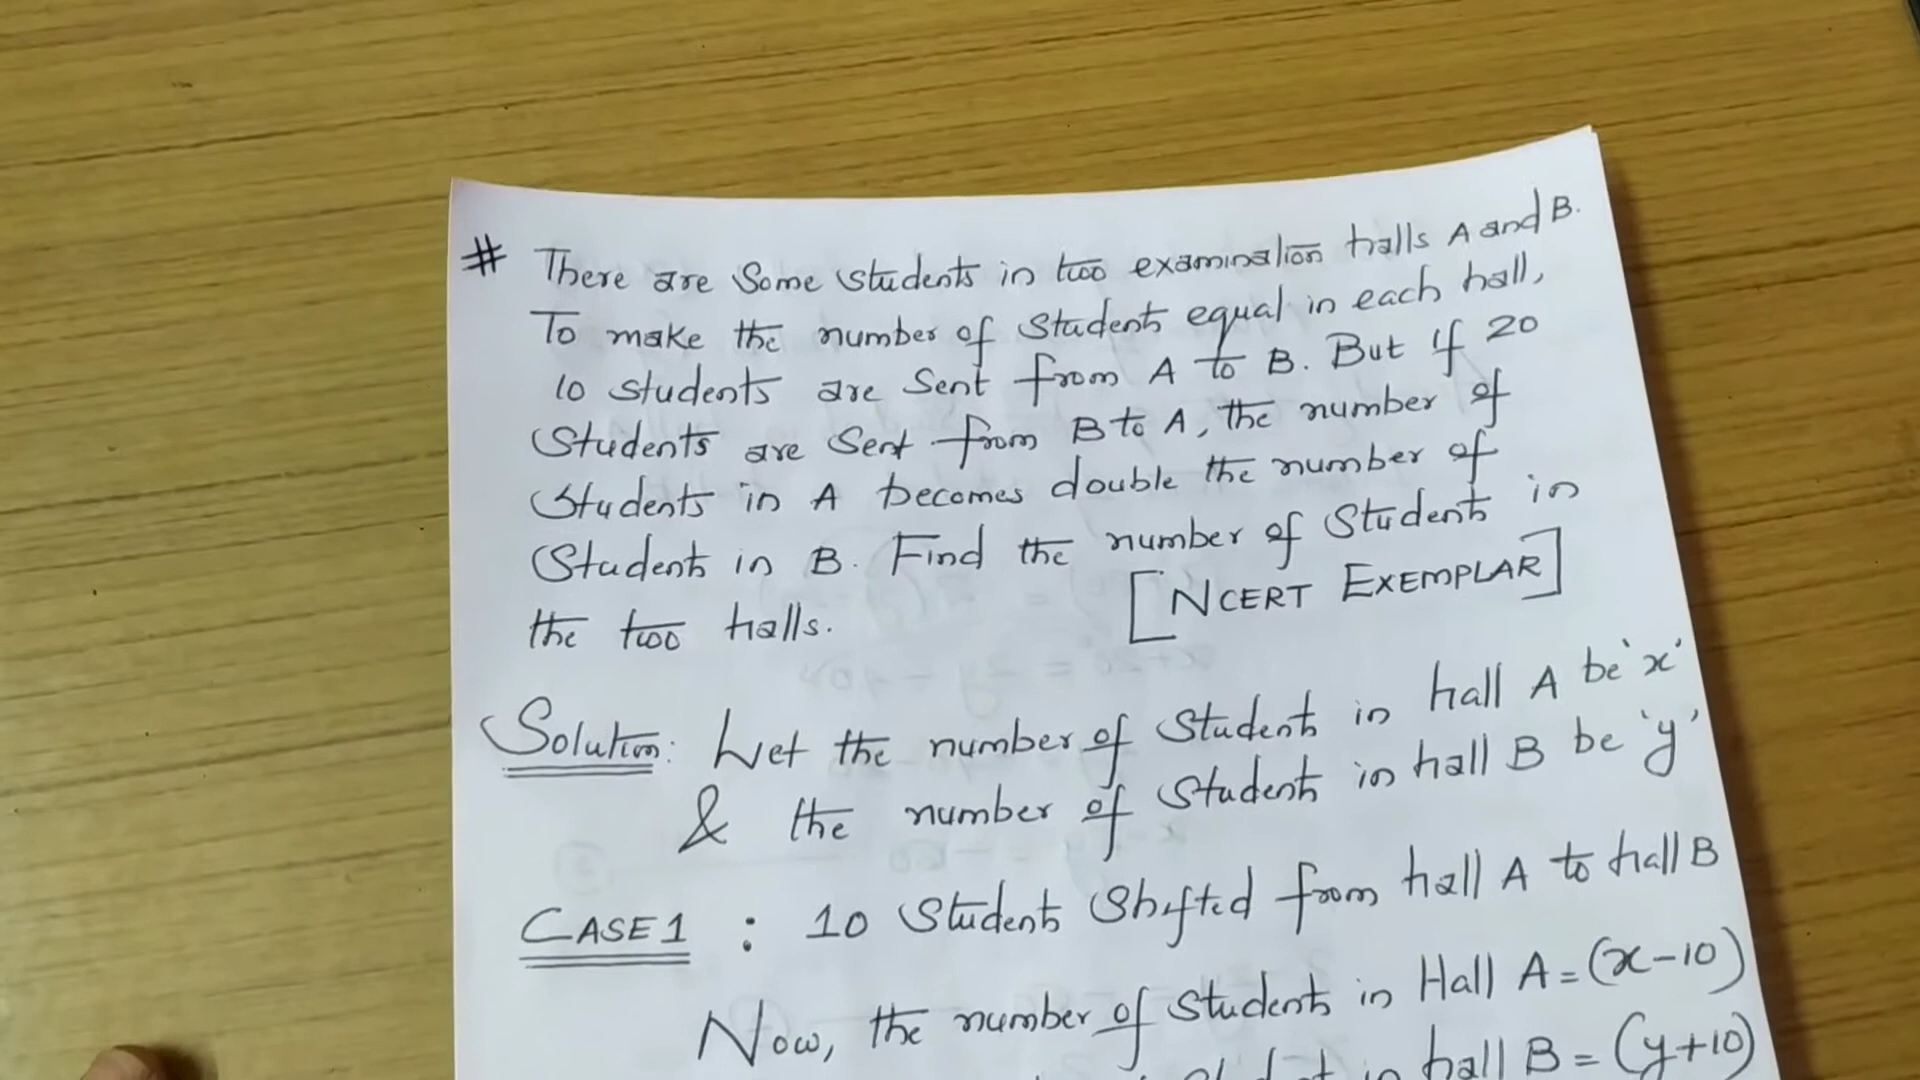 # There are Some Students in two examination halls A and B.
To make the number of Students equal in each hall,
10 students are Sent from A to B. But if 20
Students are Sent from B to A, the number of
Students in A becomes double the number of
Students in B. Find the number of Students in
the two halls. [NCERT EXEMPLAR]
Solution: Let the number of Students in hall A be 'x'
& the number of Students in hall B be 'y'
CASE 1 : 10 Students Shifted from hall A to hall B
Now, the number of Students in Hall A = (x-10)
in hall B = (y+10)